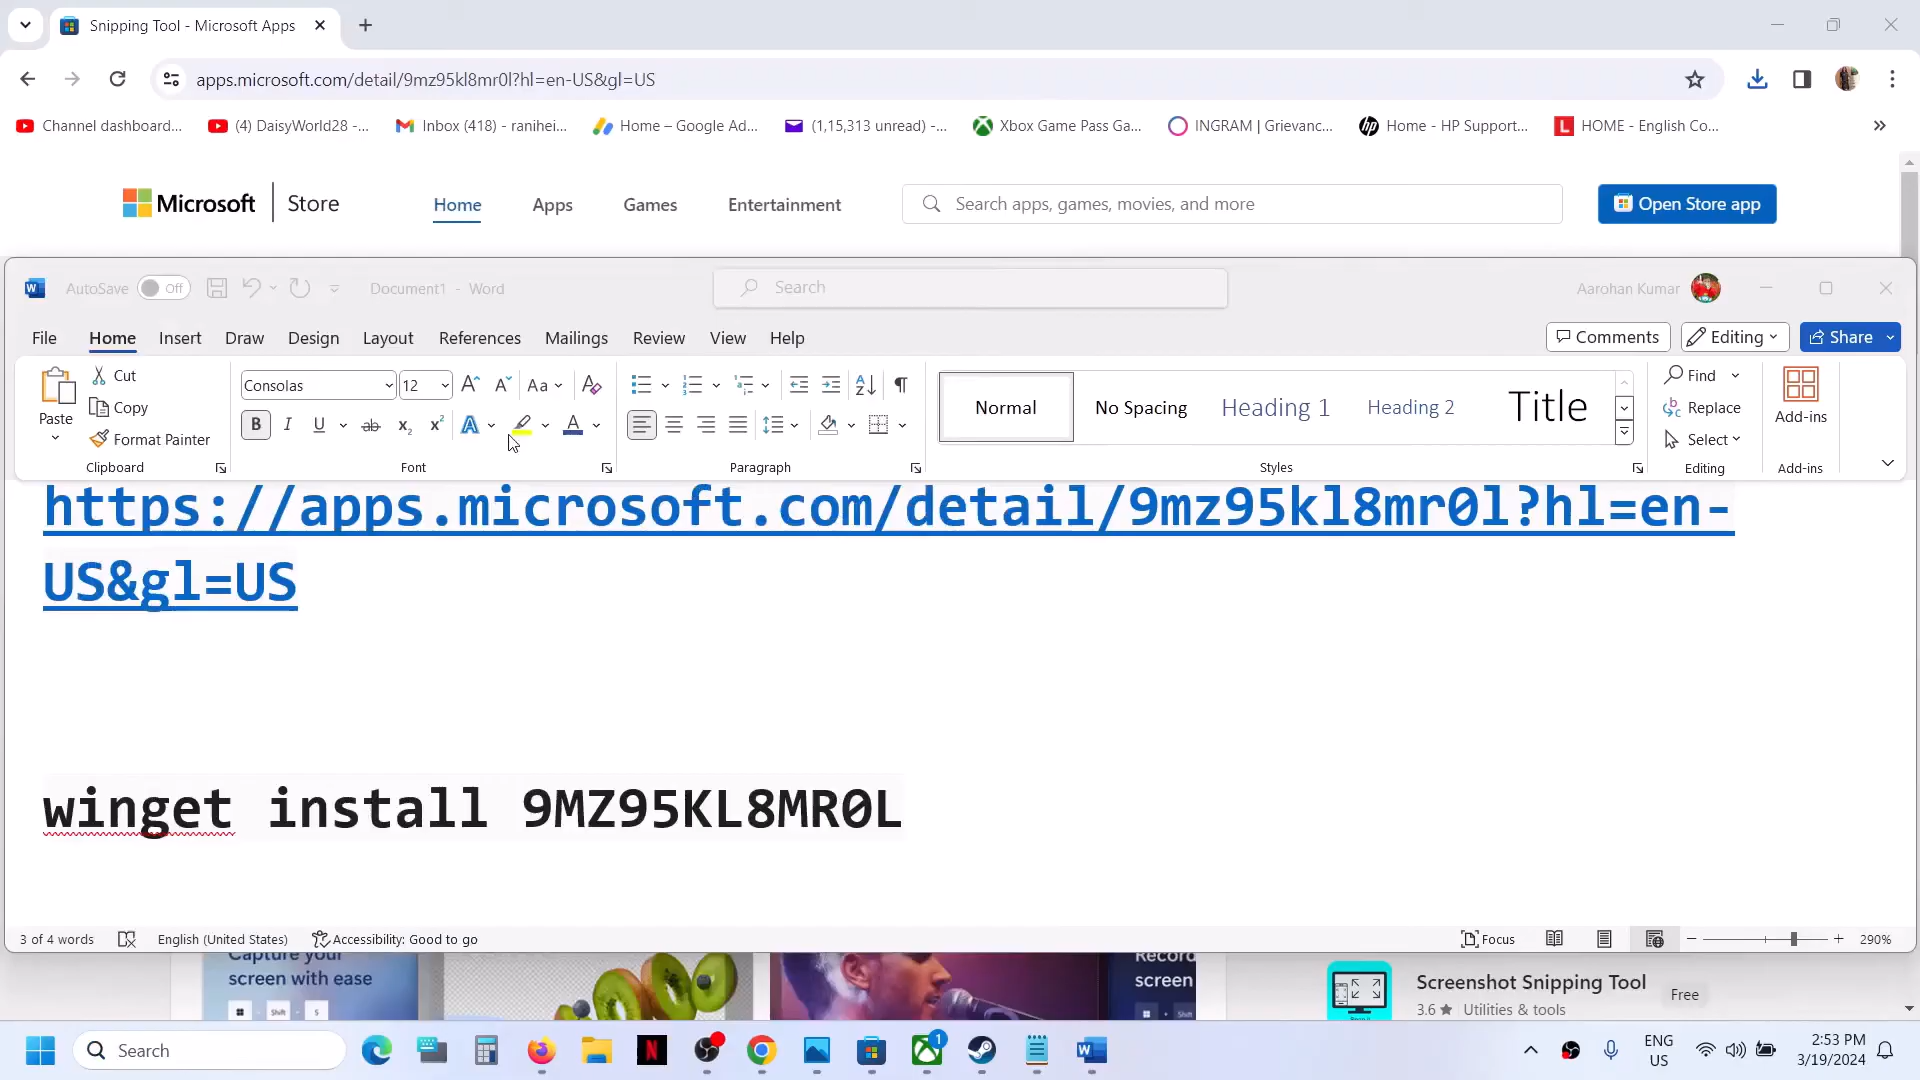 Snipping Tool - Microsoft Apps
apps.microsoft.com/detail/9mz95kl8mr0l?hl=en-US&gl=US
Channel dashboard...
(4) DaisyWorld28 -...
Inbox (418) - ranihei...
Home – Google Ad...
(1,15,313 unread) -...
Xbox Game Pass Ga...
INGRAM | Grievanc...
Home - HP Support...
HOME - English Co...
Microsoft
Store
Home
Apps
Games
Entertainment
Search apps, games, movies, and more
Open Store app
AutoSave
Off
Document1 - Word
Search
Aarohan Kumar
File
Home
Insert
Draw
Design
Layout
References
Mailings
Review
View
Help
Comments
Editing
Share
Paste
Cut
Copy
Format Painter
Clipboard
Consolas
12
Font
Paragraph
Normal
No Spacing
Heading 1
Heading 2
Title
Styles
Find
Replace
Select
Editing
Add-ins
Add-ins
https://apps.microsoft.com/detail/9mz95kl8mr0l?hl=en-
US&gl=US
winget install 9MZ95KL8MR0L
3 of 4 words
English (United States)
Accessibility: Good to go
Focus
290%
Capture your
screen with ease
Shift
S
Record
screen
Shift
Screenshot Snipping Tool
3.6 ★ Utilities & tools
Free
Search
1
ENG
US
2:53 PM
3/19/2024